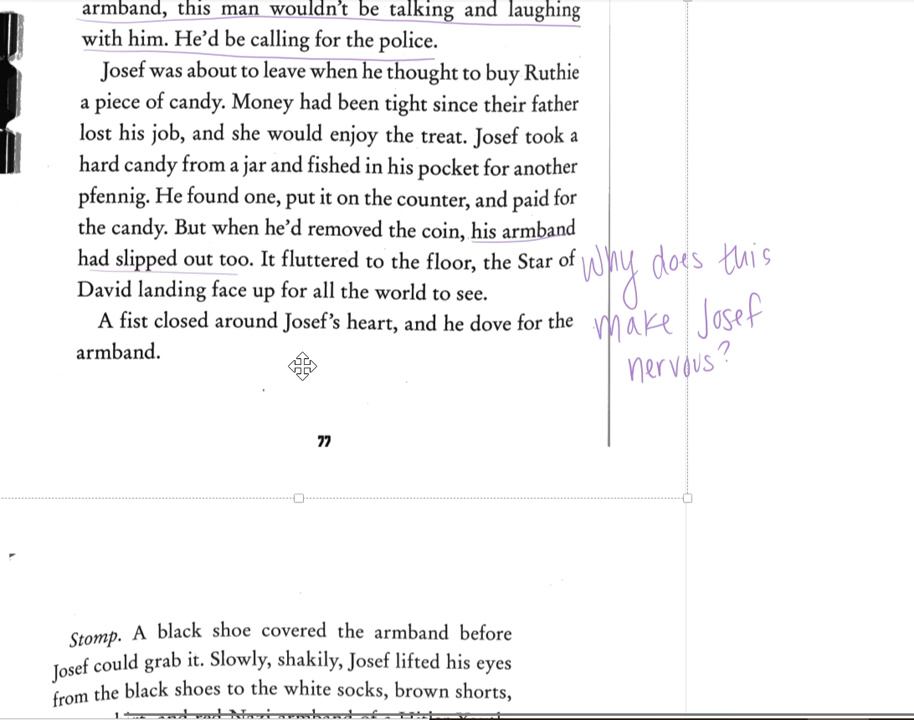 armband, this man wouldn't be talking and laughing
with him. He'd be calling for the police.
Josef was about to leave when he thought to buy Ruthie
a piece of candy. Money had been tight since their father
lost his job, and she would enjoy the treat. Josef took a
hard candy from a jar and fished in his pocket for another
pfennig. He found one, put it on the counter, and paid for
the candy. But when he'd removed the coin, his armband
had slipped out too. It fluttered to the floor, the Star of
David landing face up for all the world to see.
A fist closed around Josef's heart, and he dove for the
armband.
Why does this
make Josef
nervous?
77
Stomp. A black shoe covered the armband before
Josef could grab it. Slowly, shakily, Josef lifted his eyes
from the black shoes to the white socks, brown shorts,
and red Nazi armband of a Hitler